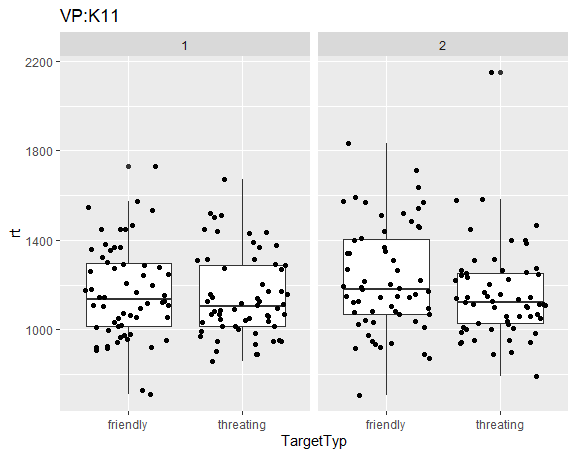 VP:K11
1
2
2200
1800
1400
1000
rt
friendly
threating
friendly
threating
TargetTyp